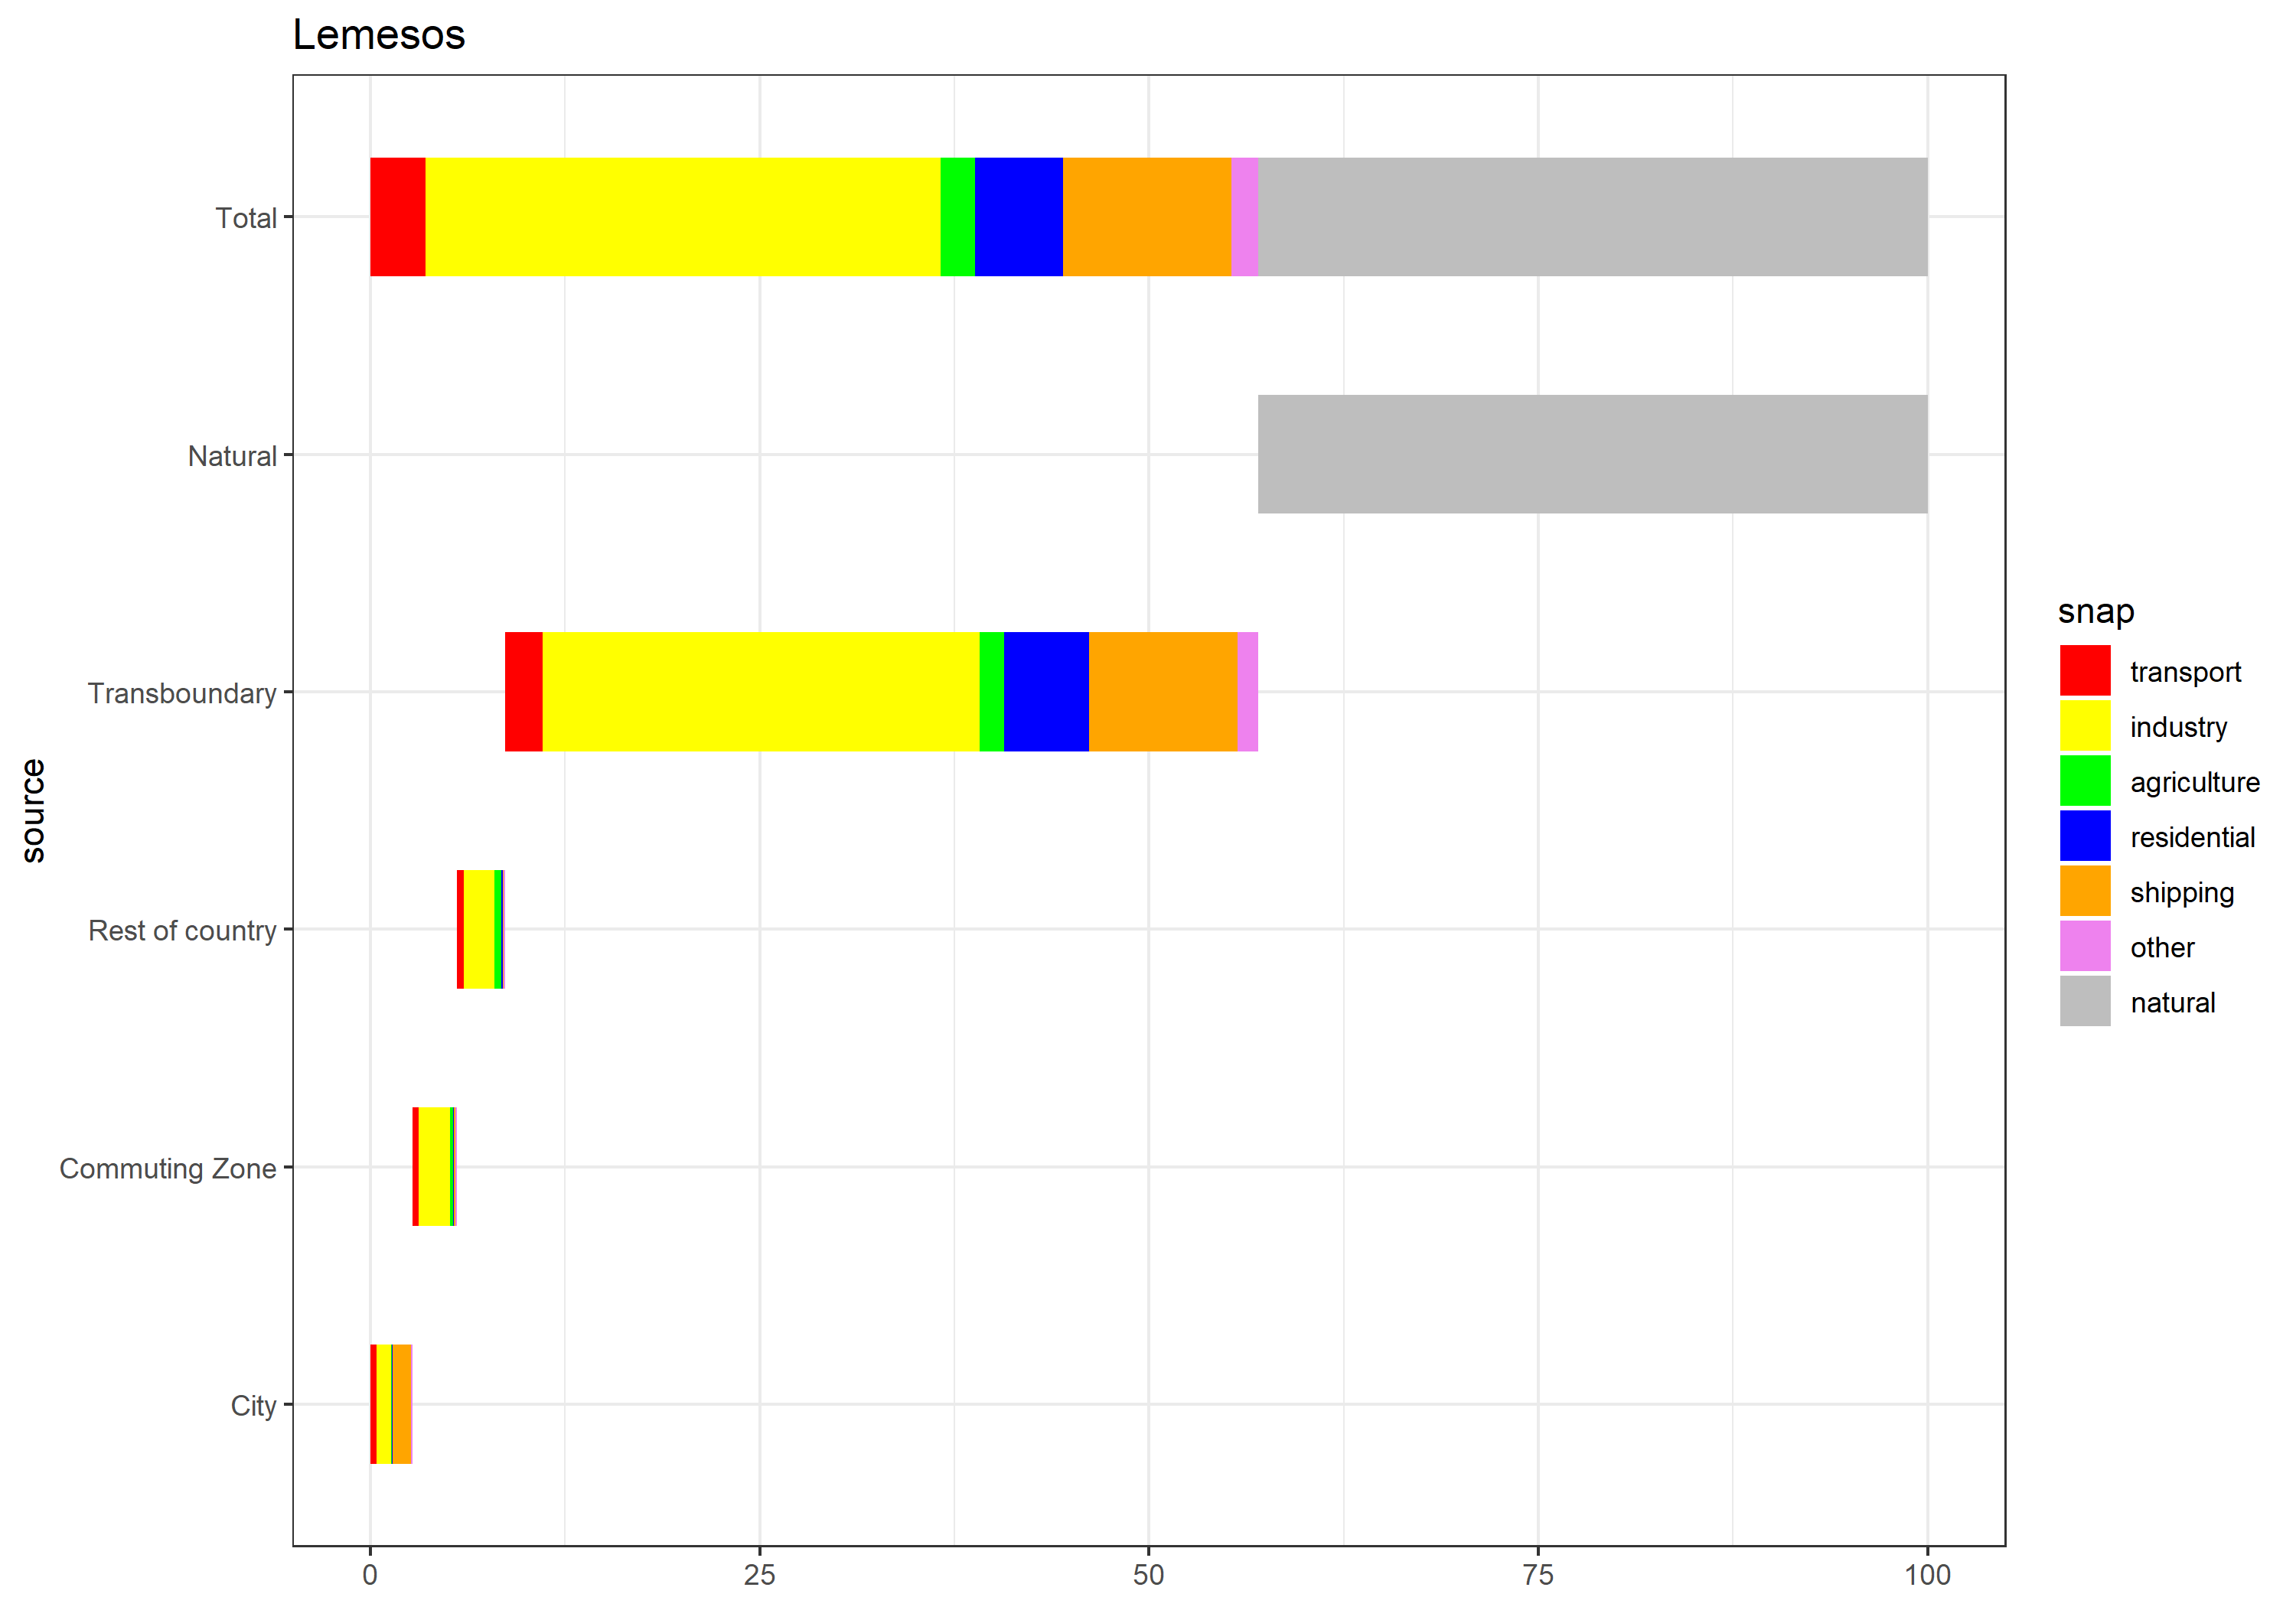 Lemesos
source
Total
Natural
Transboundary
Rest of country
Commuting Zone
City
0 25 50 75 100
snap
transport
industry
agriculture
residential
shipping
other
natural